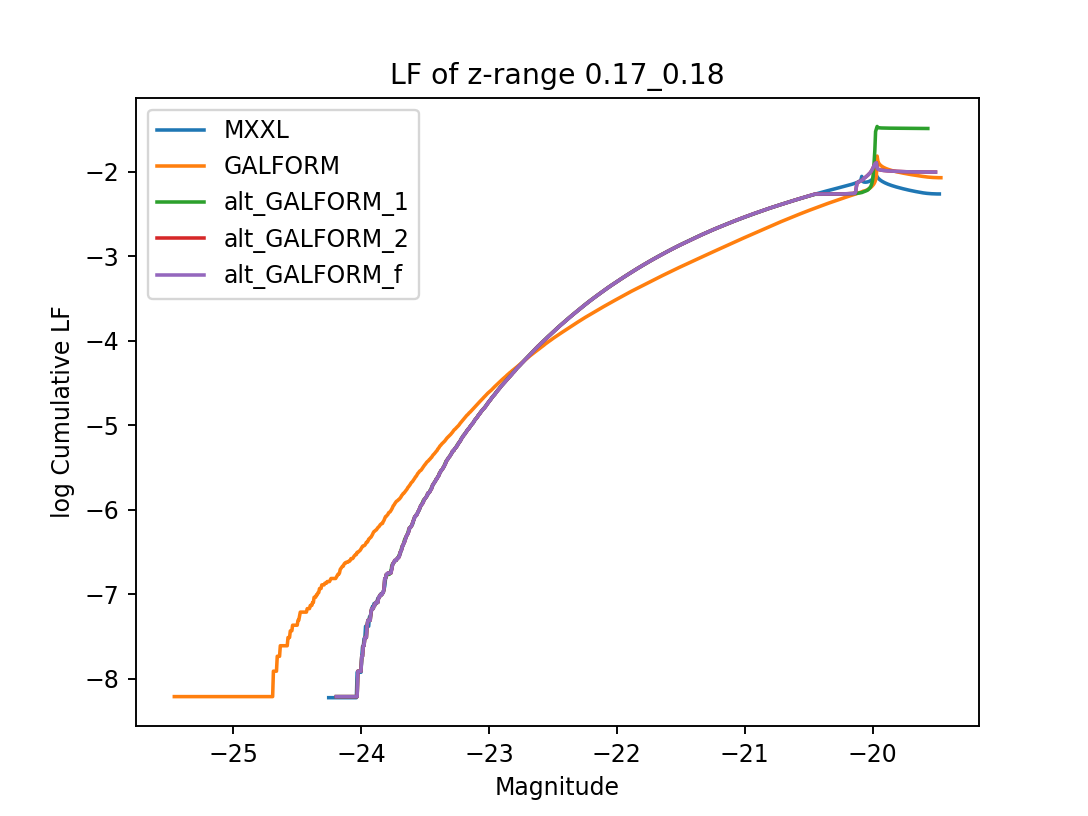 LF of z-range 0.17_0.18
MXXL
GALFORM
alt_GALFORM_1
alt_GALFORM_2
alt_GALFORM_f
log Cumulative LF
−2
−3
−4
−5
−6
−7
−8
−25 −24 −23 −22 −21 −20
Magnitude